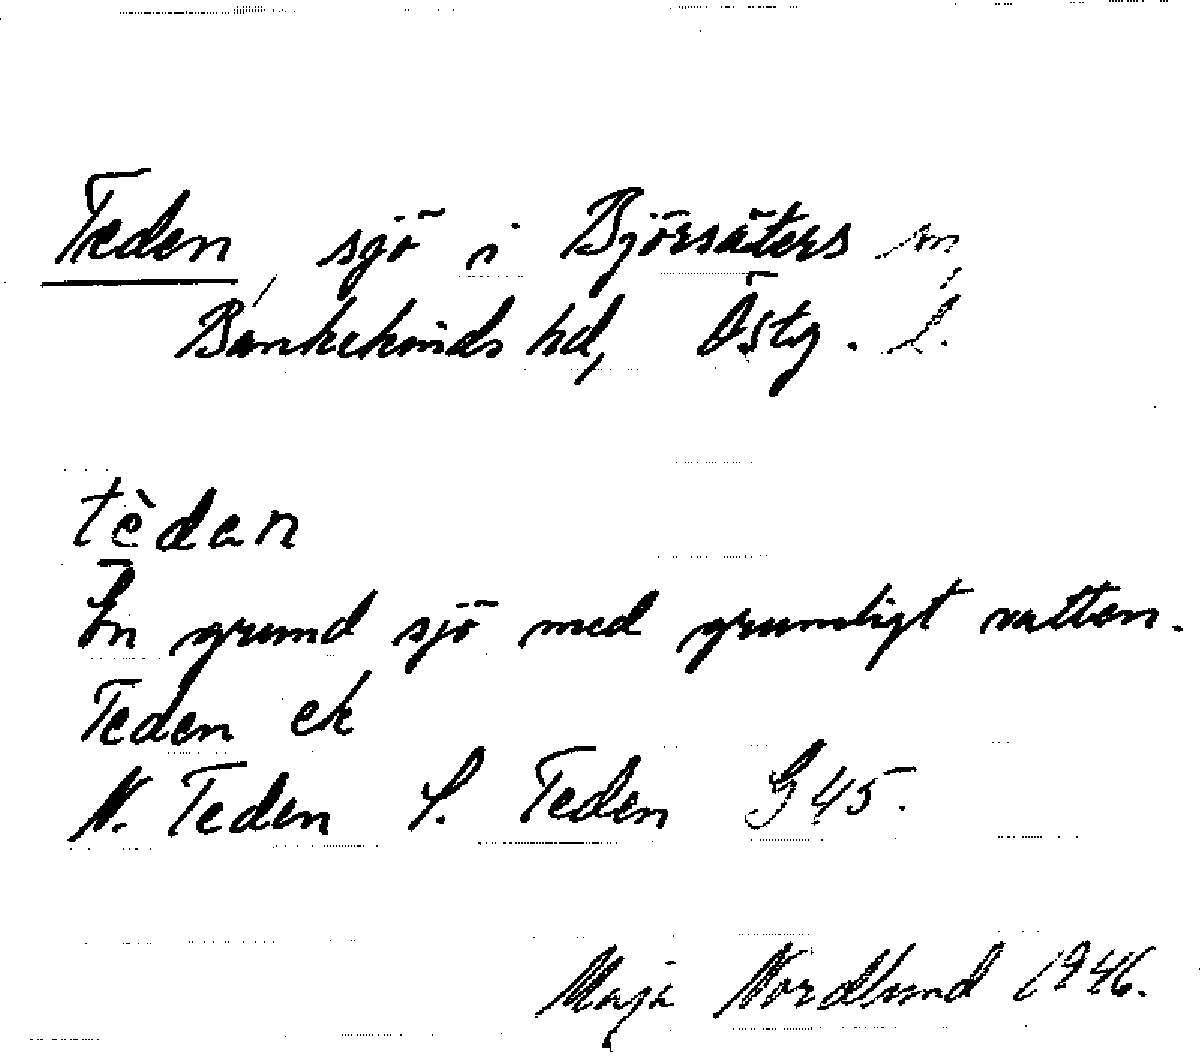 Teden, sjö i Björsäters sn
Bankekinds hd, Östg. l.
tèdan
En grund sjö med grumligt vatten.
Teden ek
N. Teden S. Teden G 45.
Maja Nordlund 1946.